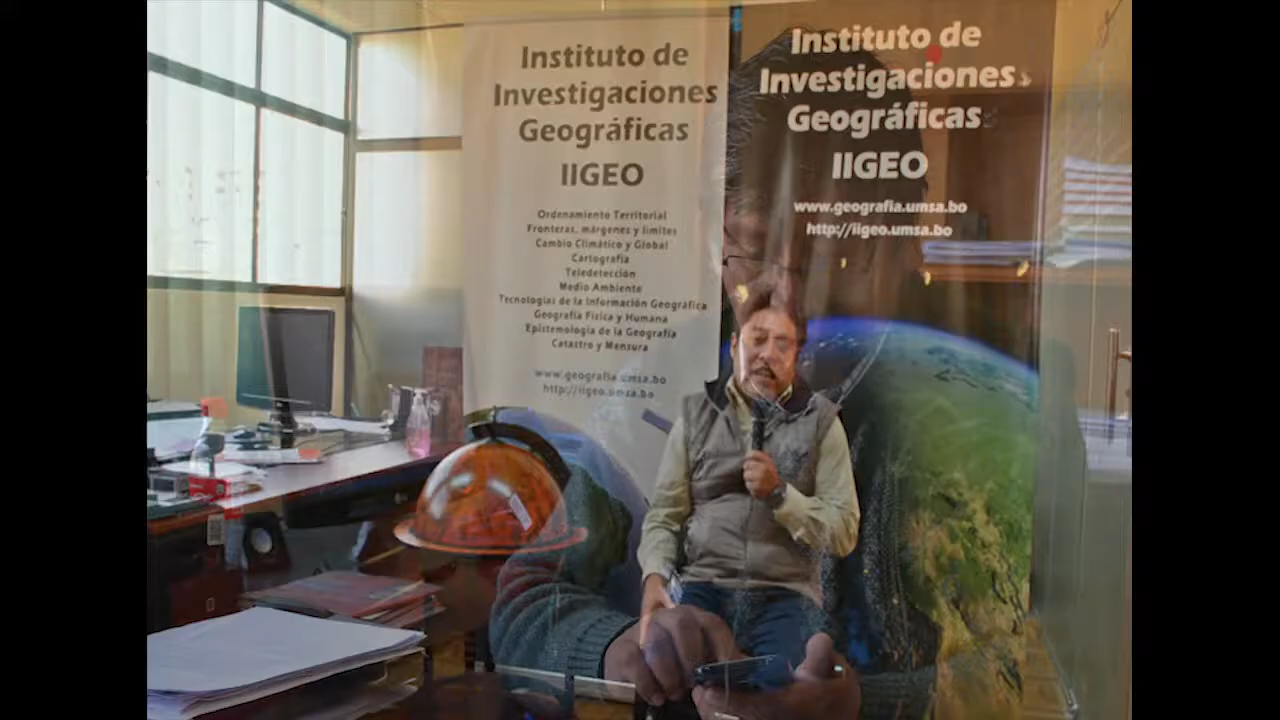 Instituto de
Investigaciones
Geográficas
IIGEO
Ordenamiento Territorial
Fronteras, márgenes y límites
Cambio Climático y Global
Cartografía
Teledetección
Medio Ambiente
Tecnologías de la Información Geográfica
Geografía Física y Humana
Epistemología de la Geografía
Catastro y Mensura
www.geografia.umsa.bo
http://iigeo.umsa.bo
Instituto de
Investigaciones
Geográficas
IIGEO
www.geografia.umsa.bo
http://iigeo.umsa.bo